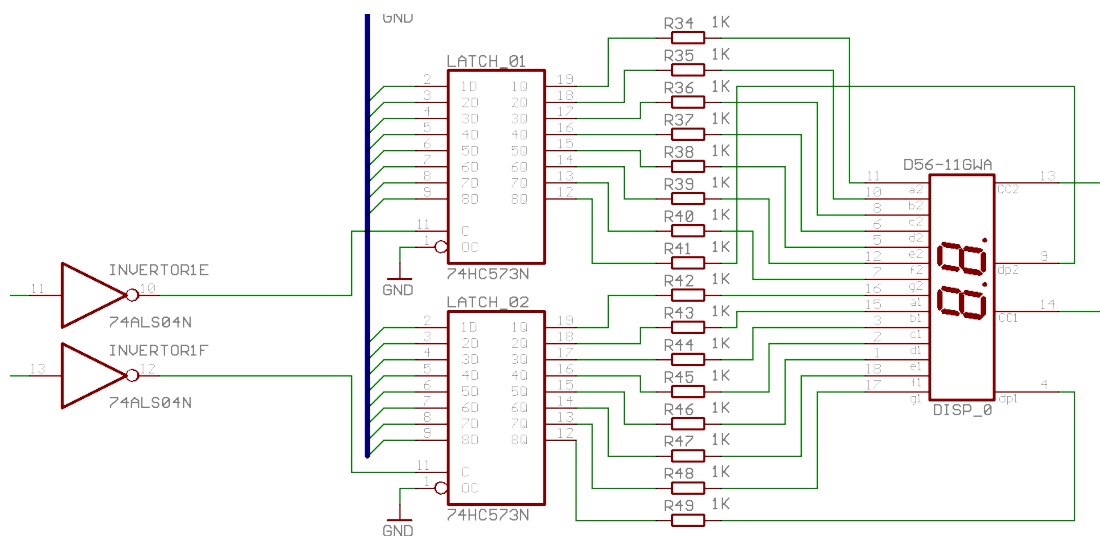 GND
LATCH_01
2 1D 1Q 19
3 2D 2Q 18
4 3D 3Q 17
5 4D 4Q 16
6 5D 5Q 15
7 6D 6Q 14
8 7D 7Q 13
9 8D 8Q 12
11 C
1 OC
74HC573N
GND
R34 1K
R35 1K
R36 1K
R37 1K
R38 1K
R39 1K
R40 1K
R41 1K
R42 1K
R43 1K
R44 1K
R45 1K
R46 1K
R47 1K
R48 1K
R49 1K
INVERTOR1E
11 10
74ALS04N
INVERTOR1F
13 12
74ALS04N
LATCH_02
2 1D 1Q 19
3 2D 2Q 18
4 3D 3Q 17
5 4D 4Q 16
6 5D 5Q 15
7 6D 6Q 14
8 7D 7Q 13
9 8D 8Q 12
11 C
1 OC
74HC573N
GND
D56-11GWA
11 a2
10 b2
8 c2
6 d2
5 e2
12 f2
7 g2
16 a1
15 b1
3 c1
2 d1
1 e1
18 f1
17 g1
13 CC2
9 dp2
14 CC1
4 dp1
DISP_0